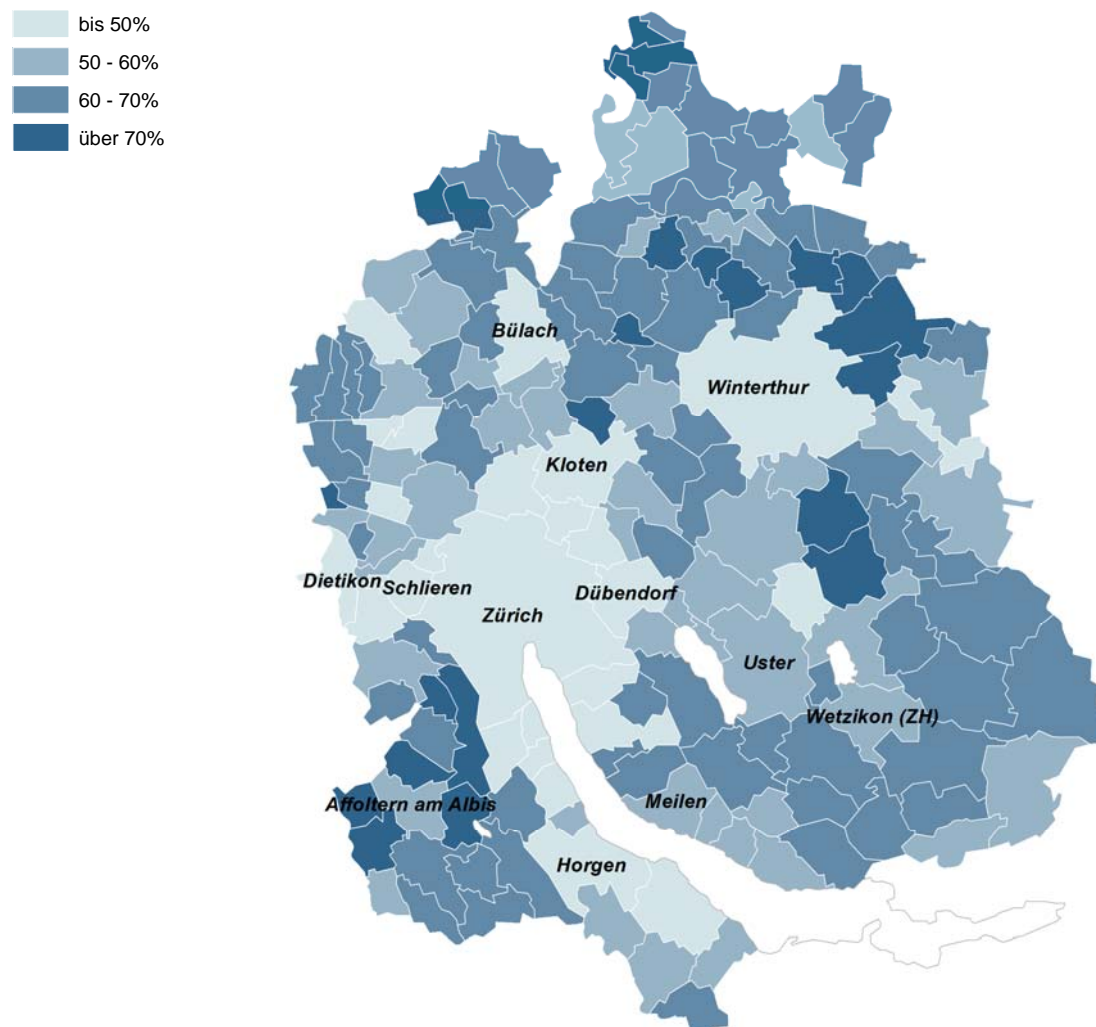 bis 50%
50 - 60%
60 - 70%
über 70%
Bülach
Winterthur
Kloten
Dietikon
Schlieren
Dübendorf
Zürich
Uster
Wetzikon (ZH)
Affoltern am Albis
Meilen
Horgen